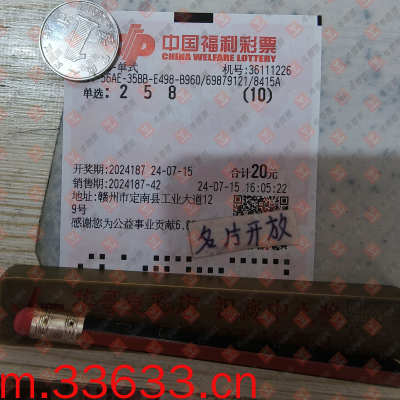 中国福利彩票
CHINA WELFARE LOTTERY
单式
机号:36111226
56AE-35BB-E498-B960/69879121/8415A
单选: 2 5 8 (10)
开奖期:2024187 24-07-15 合计20元
销售期:2024187-42 24-07-15 16:05:22
地址:赣州市定南县工业大道12
9号
感谢您为公益事业贡献6.
名片开放
m.33633.cn